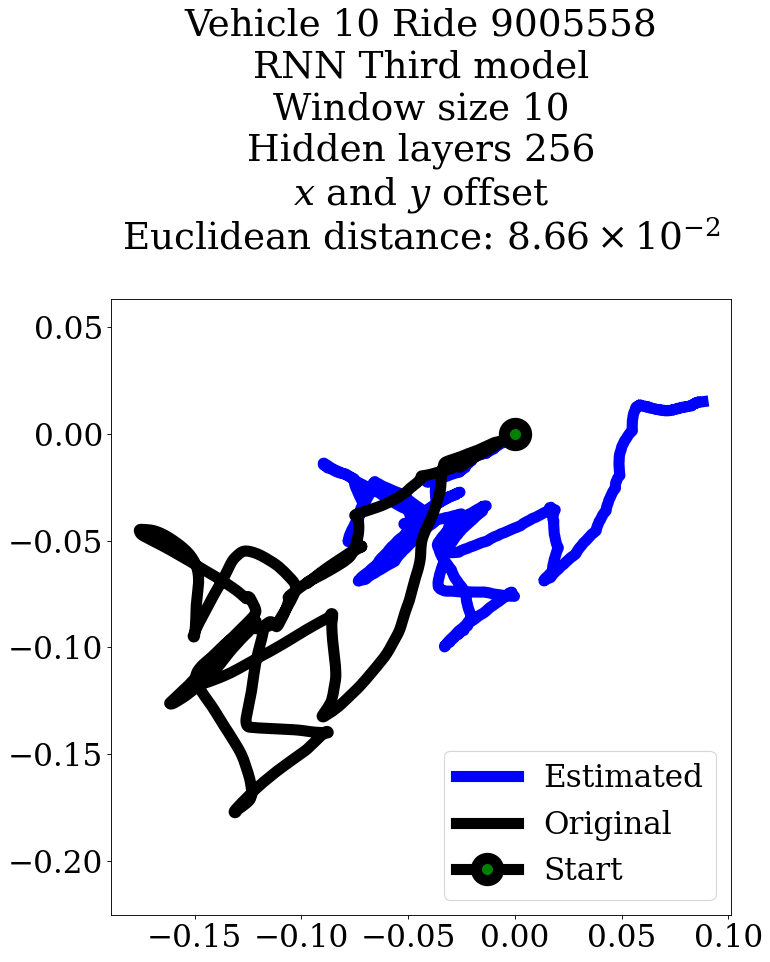 Vehicle 10 Ride 9005558
RNN Third model
Window size 10
Hidden layers 256
x and y offset
Euclidean distance: 8.66 × 10⁻²
0.05
0.00
−0.05
−0.10
−0.15
−0.20
Estimated
Original
Start
−0.15 −0.10 −0.05 0.00 0.05 0.10